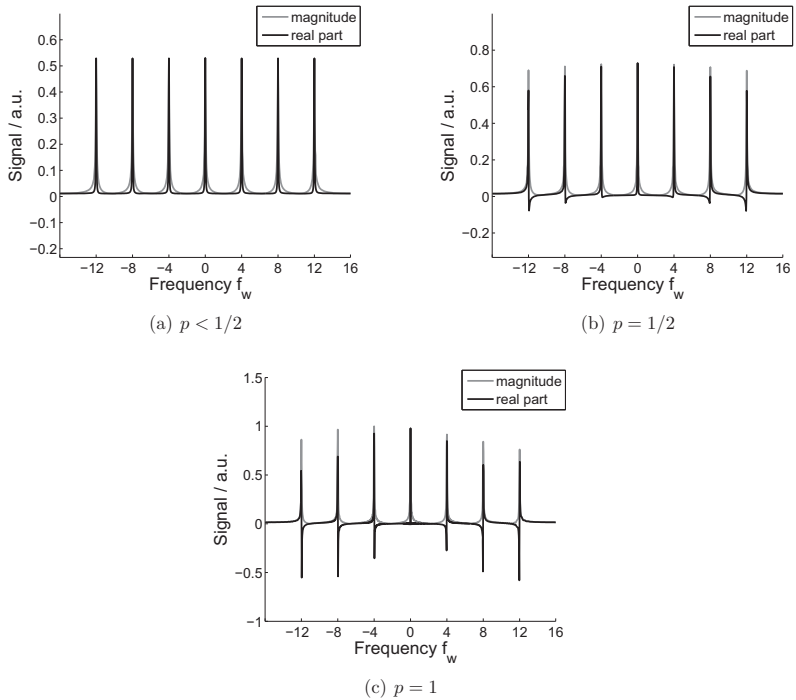 magnitude
real part
0.6
0.5
0.4
0.3
0.2
0.1
0
−0.1
−0.2
Signal / a.u.
−12 −8 −4 0 4 8 12 16
Frequency f_w
(a) p < 1/2
magnitude
real part
0.8
0.6
0.4
0.2
0
−0.2
Signal / a.u.
−12 −8 −4 0 4 8 12 16
Frequency f_w
(b) p = 1/2
magnitude
real part
1.5
1
0.5
0
−0.5
−1
Signal / a.u.
−12 −8 −4 0 4 8 12 16
Frequency f_w
(c) p = 1